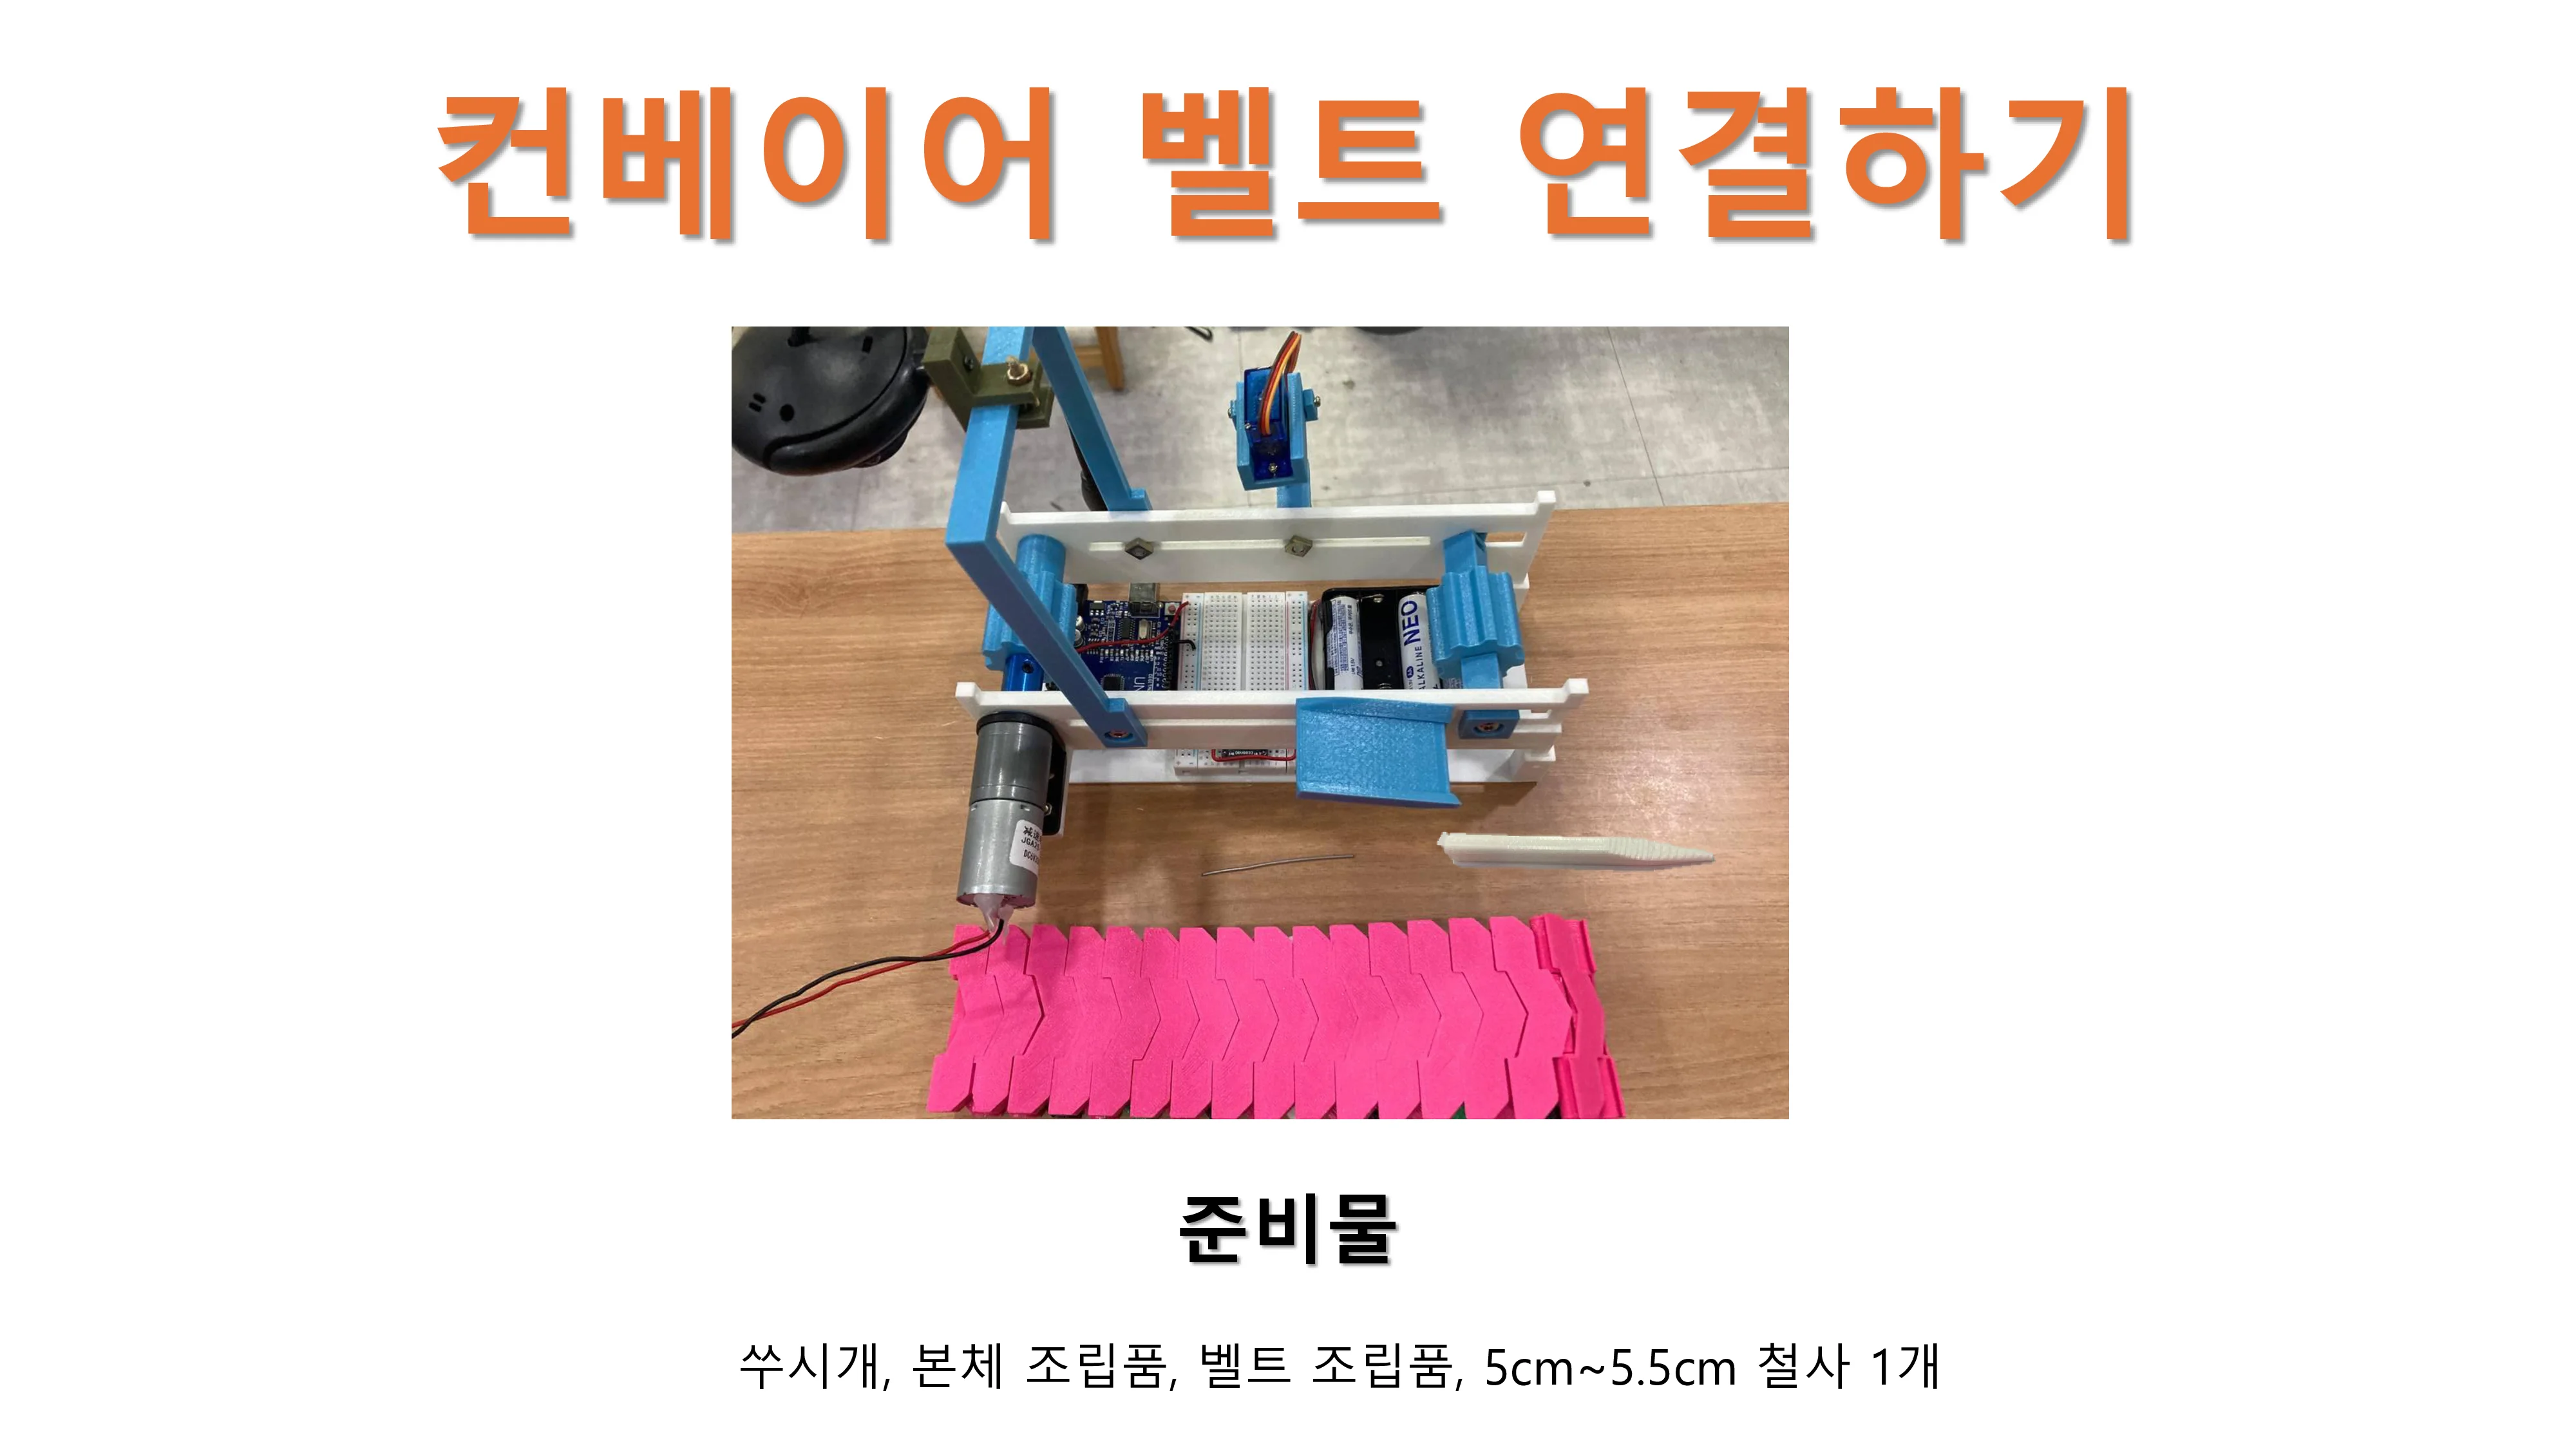 컨베이어 벨트 연결하기
NEO
ALKALINE
UN
준비물
쑤시개, 본체 조립품, 벨트 조립품, 5cm~5.5cm 철사 1개